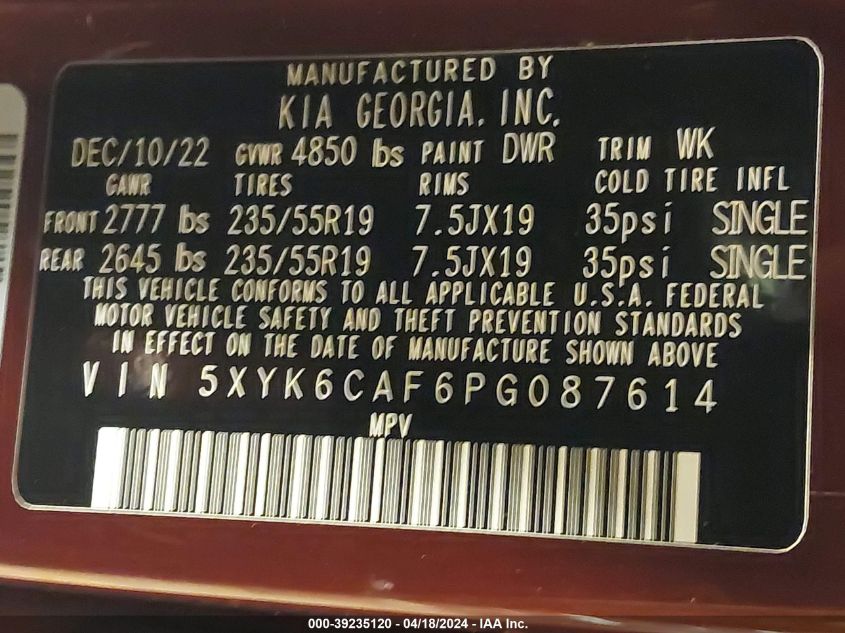 MANUFACTURED BY
KIA GEORGIA, INC.
DEC/10/22 GVWR 4850 lbs PAINT DWR TRIM WK
GAWR TIRES RIMS COLD TIRE INFL
FRONT 2777 lbs 235/55R19 7.5JX19 35psi SINGLE
REAR 2645 lbs 235/55R19 7.5JX19 35psi SINGLE
THIS VEHICLE CONFORMS TO ALL APPLICABLE U.S.A. FEDERAL
MOTOR VEHICLE SAFETY AND THEFT PREVENTION STANDARDS
IN EFFECT ON THE DATE OF MANUFACTURE SHOWN ABOVE
VIN 5XYK6CAF6PG087614
MPV
000-39235120 - 04/18/2024 - IAA Inc.